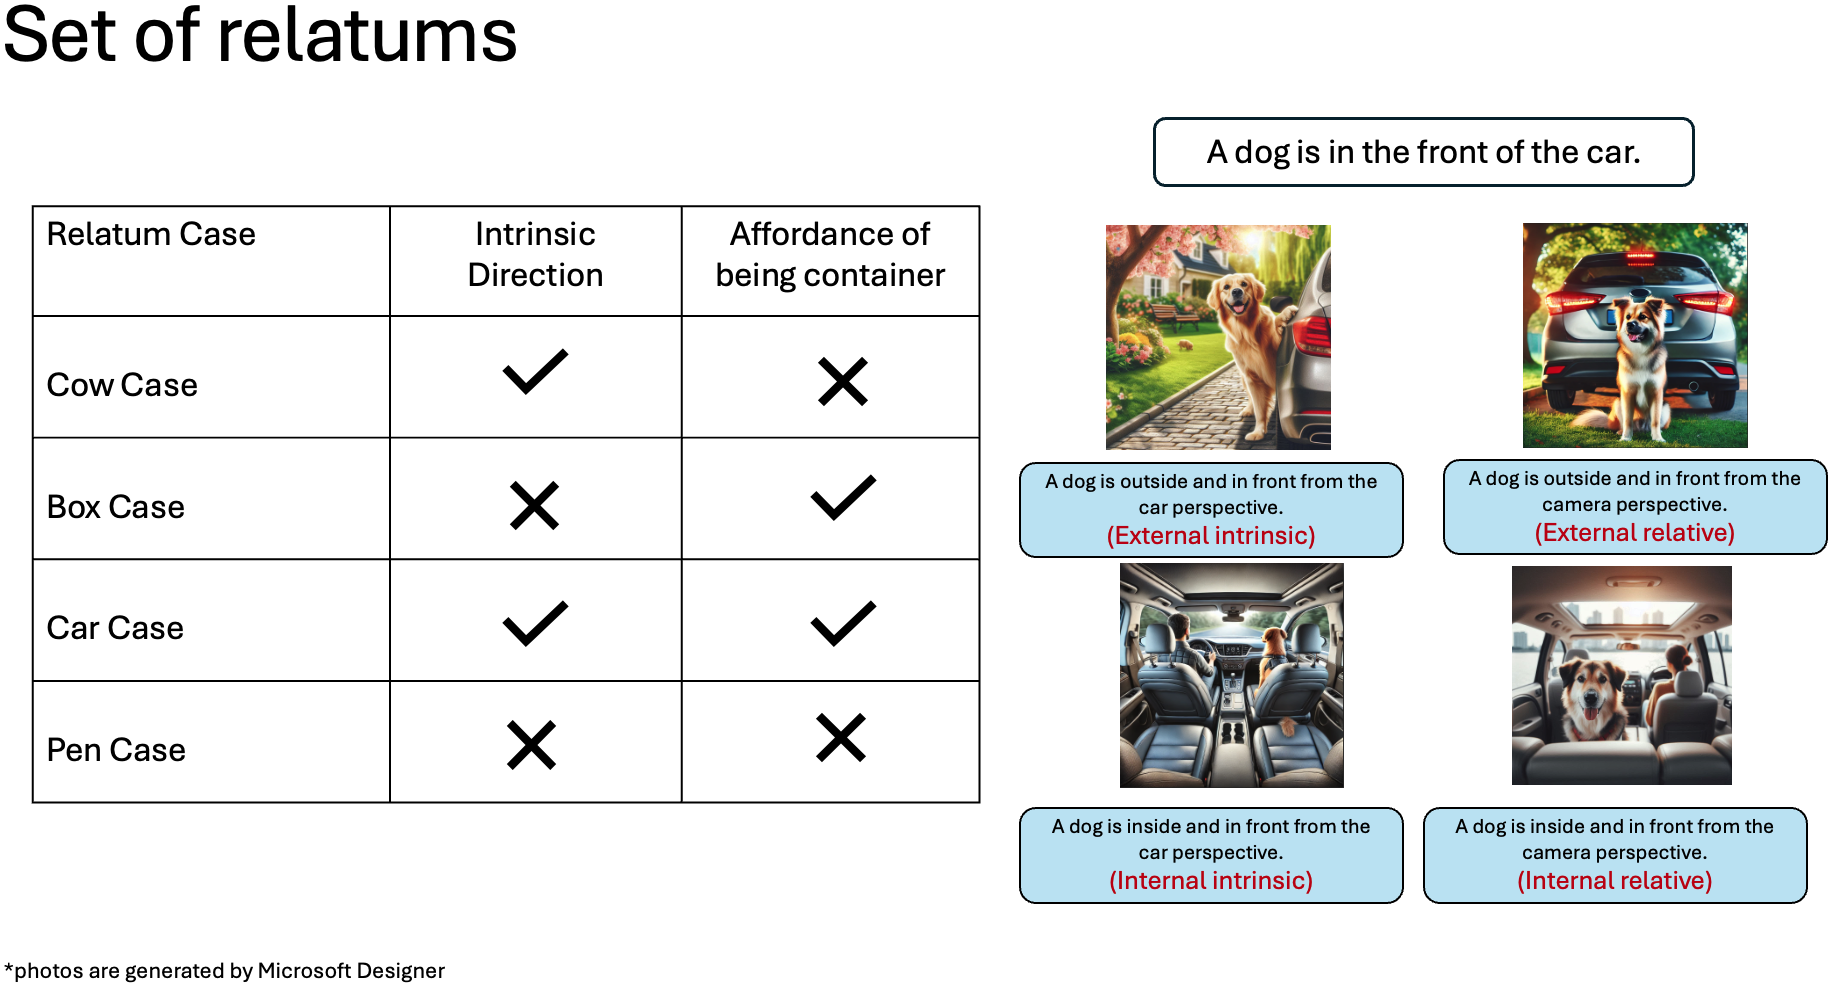 Set of relatums
Relatum Case
Intrinsic
Direction
Affordance of
being container
Cow Case
Box Case
Car Case
Pen Case
A dog is in the front of the car.
A dog is outside and in front from the
car perspective.
(External intrinsic)
A dog is outside and in front from the
camera perspective.
(External relative)
A dog is inside and in front from the
car perspective.
(Internal intrinsic)
A dog is inside and in front from the
camera perspective.
(Internal relative)
*photos are generated by Microsoft Designer